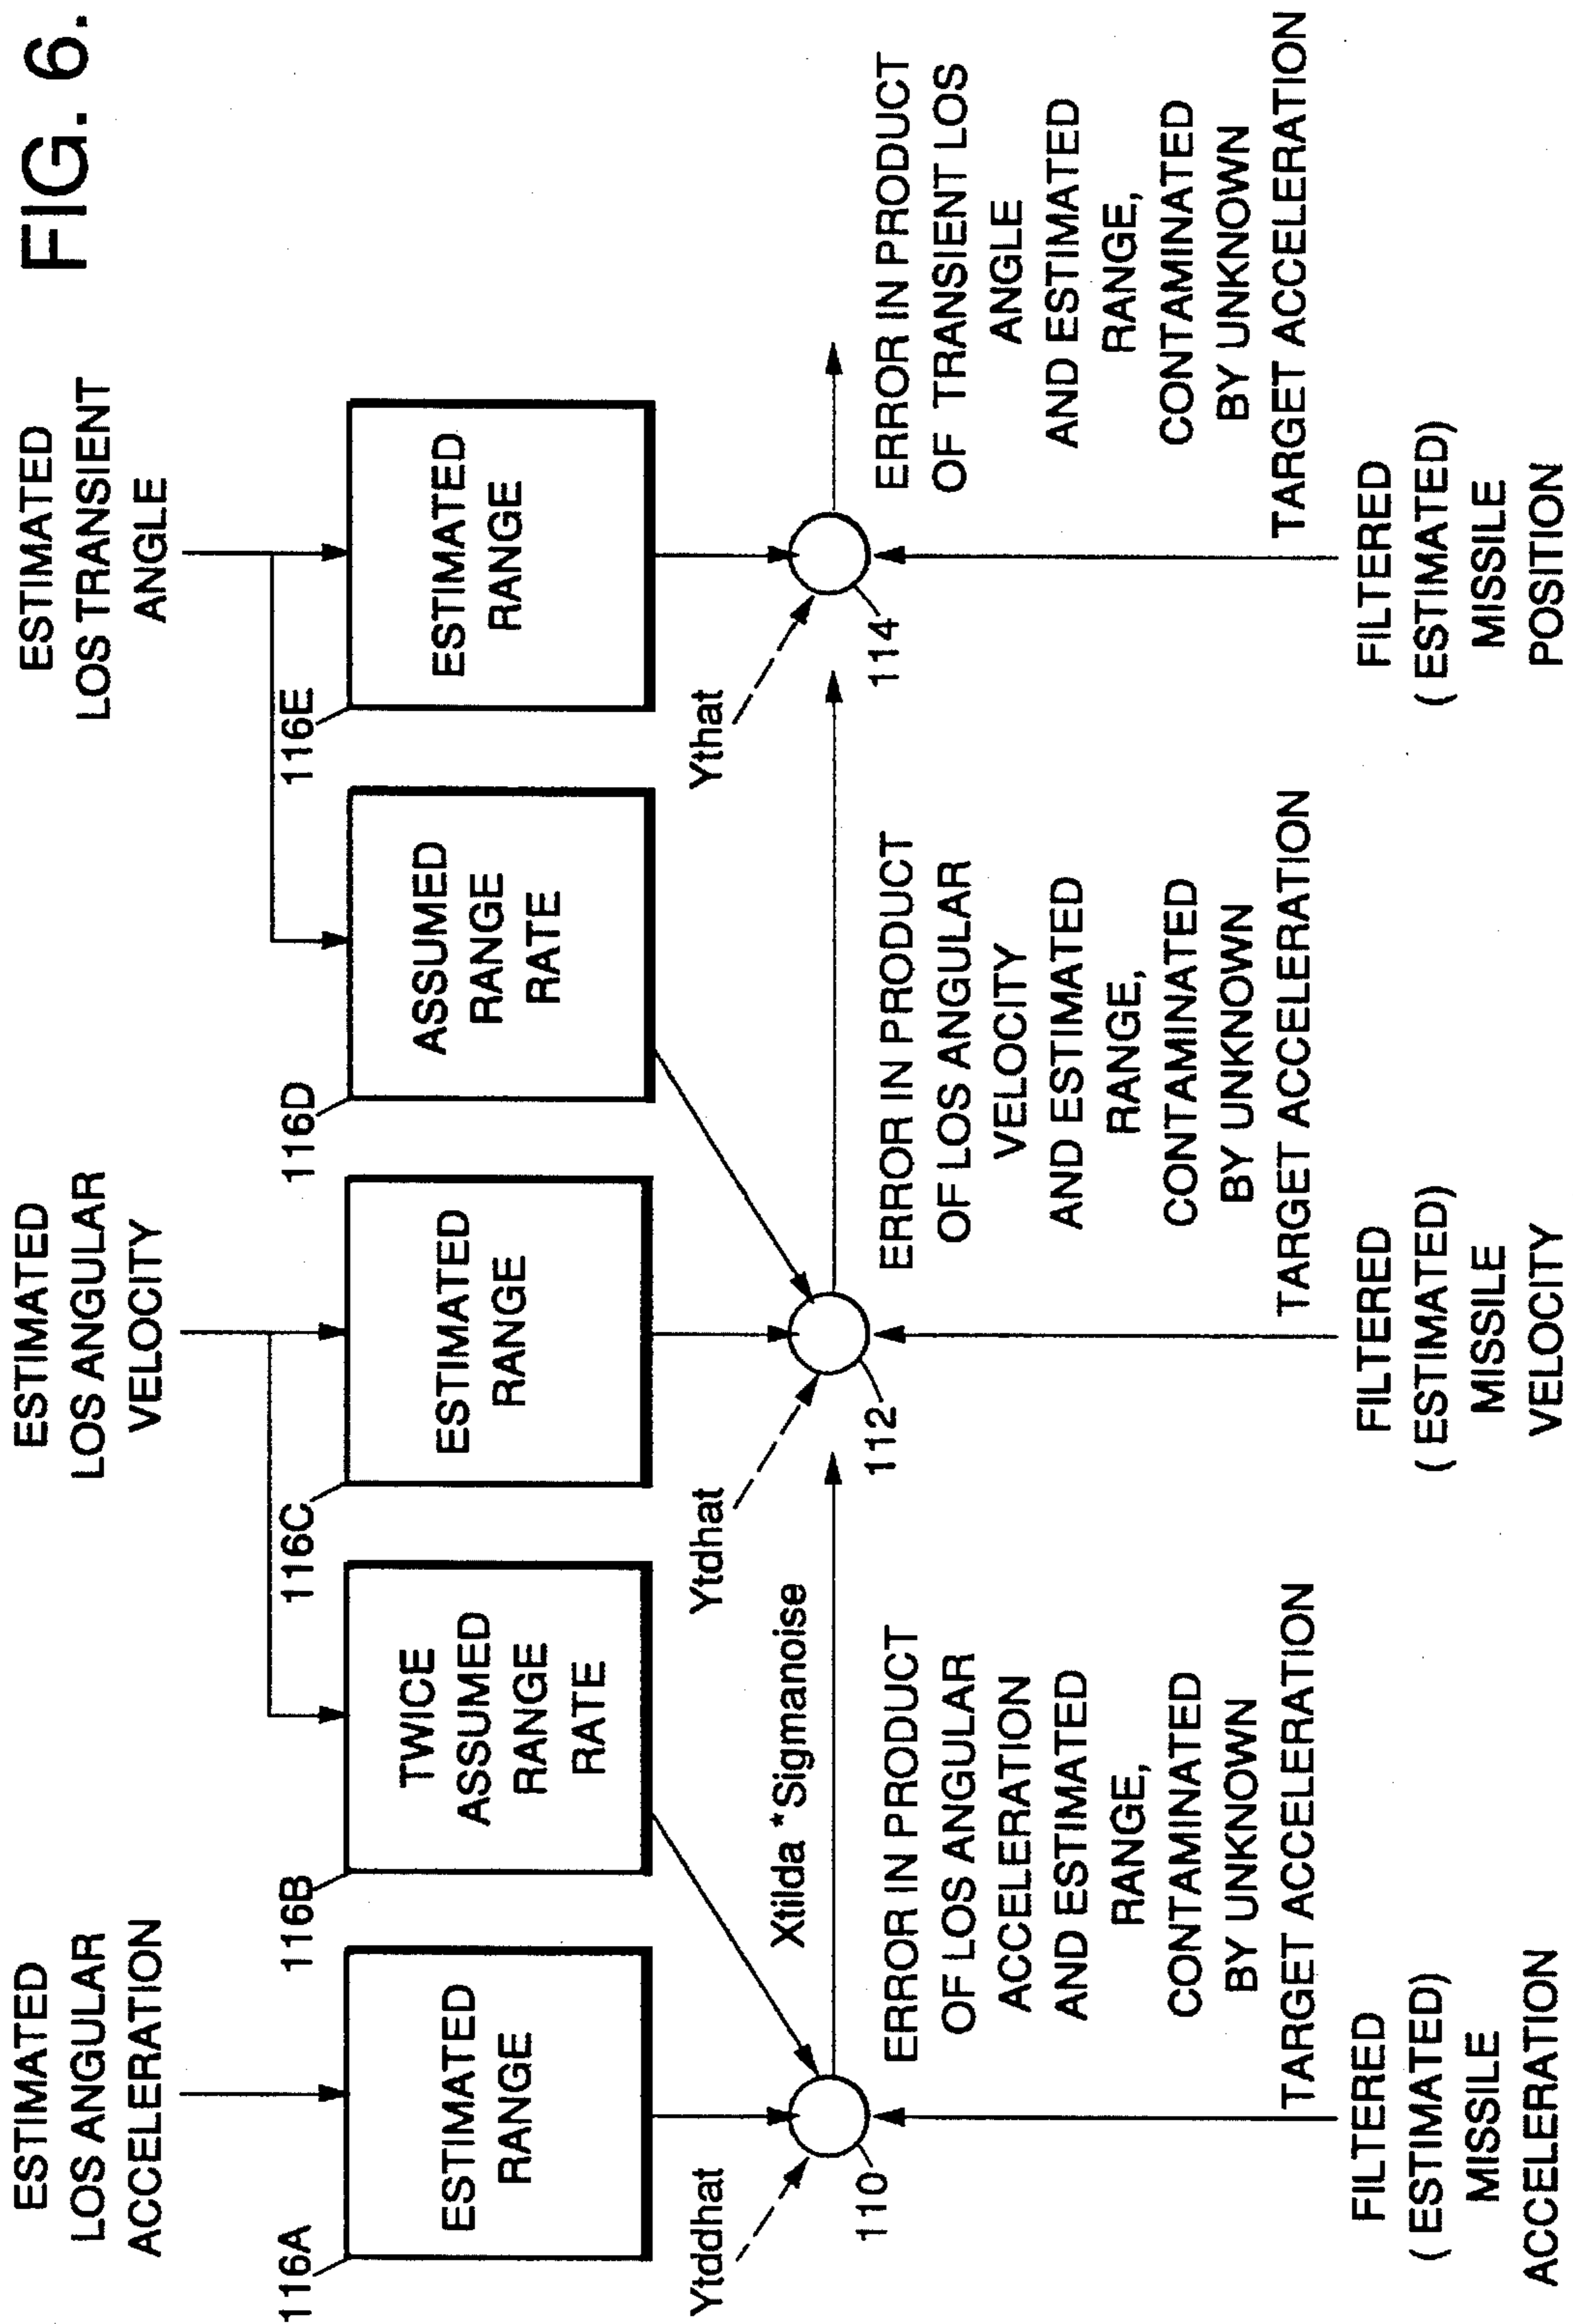 FIG. 6.
ESTIMATED
LOS ANGULAR
ACCELERATION
ESTIMATED
LOS ANGULAR
VELOCITY
ESTIMATED
LOS TRANSIENT
ANGLE
116A
ESTIMATED
RANGE
116B
TWICE
ASSUMED
RANGE
RATE
116C
ESTIMATED
RANGE
116D
ASSUMED
RANGE
RATE
116E
ESTIMATED
RANGE
Ytddhat
Ytdhat
Ythat
Xtilda *Sigmanoise
110
112
114
ERROR IN PRODUCT
OF LOS ANGULAR
ACCELERATION
AND ESTIMATED
RANGE,
CONTAMINATED
BY UNKNOWN
TARGET ACCELERATION
ERROR IN PRODUCT
OF LOS ANGULAR
VELOCITY
AND ESTIMATED
RANGE,
CONTAMINATED
BY UNKNOWN
TARGET ACCELERATION
ERROR IN PRODUCT
OF TRANSIENT LOS
ANGLE
AND ESTIMATED
RANGE,
CONTAMINATED
BY UNKNOWN
TARGET ACCELERATION
FILTERED
( ESTIMATED)
MISSILE
ACCELERATION
FILTERED
( ESTIMATED)
MISSILE
VELOCITY
FILTERED
( ESTIMATED)
MISSILE
POSITION